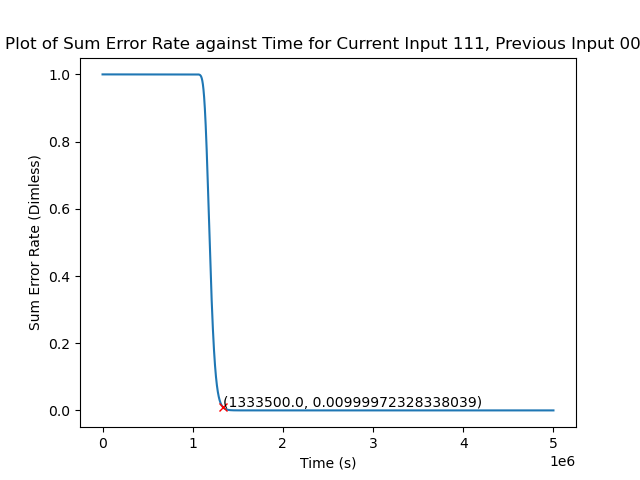 Plot of Sum Error Rate against Time for Current Input 111, Previous Input 00
Sum Error Rate (Dimless)
1.0
0.8
0.6
0.4
0.2
0.0
(1333500.0, 0.00999972328338039)
0 1 2 3 4 5
1e6
Time (s)